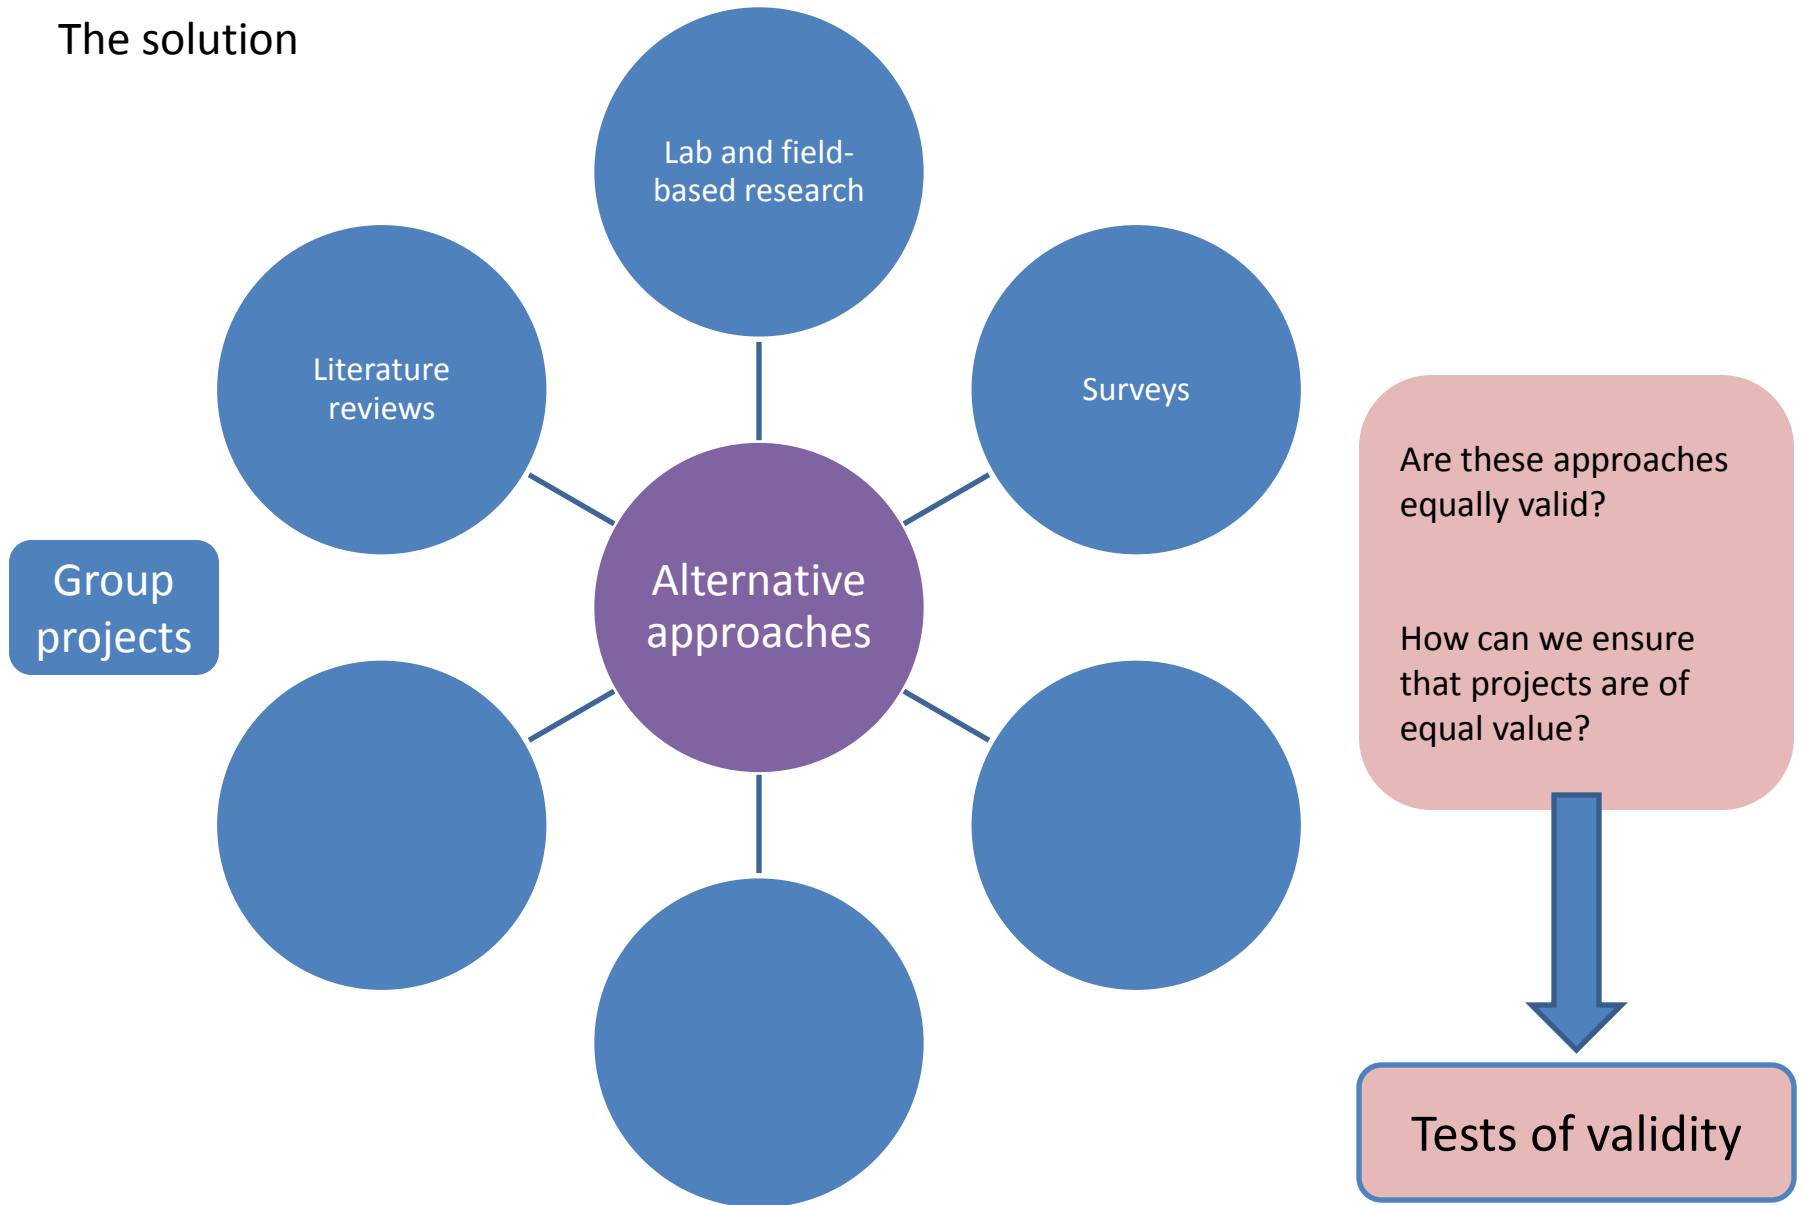 The solution
Lab and field-
based research
Literature
reviews
Surveys
Group
projects
Alternative
approaches
Are these approaches
equally valid?
How can we ensure
that projects are of
equal value?
Tests of validity